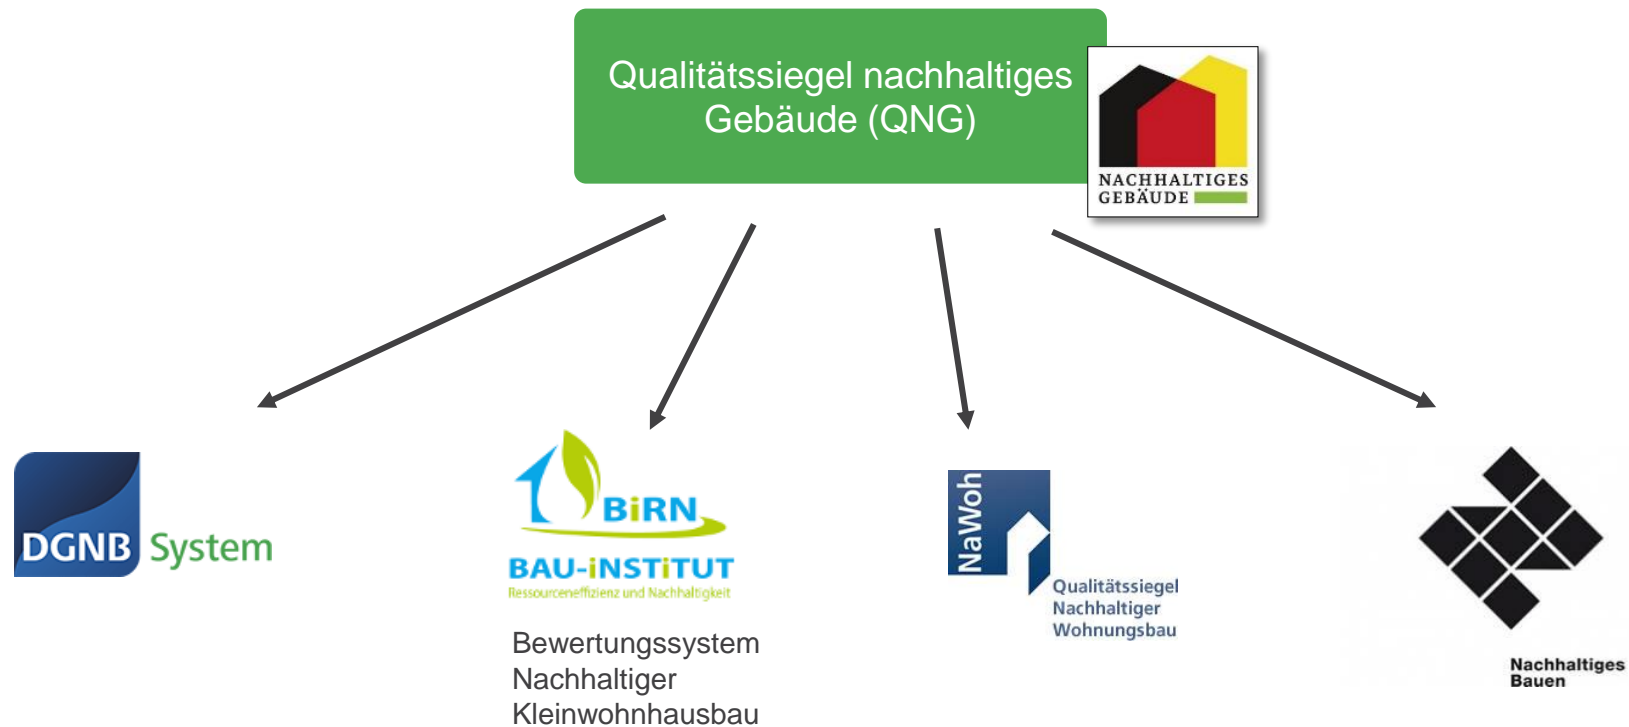 Qualitätssiegel nachhaltiges
Gebäude (QNG)
NACHHALTIGES
GEBÄUDE
DGNB System
BiRN
BAU-iNSTiTUT
Ressourceneffizienz und Nachhaltigkeit
Bewertungssystem
Nachhaltiger
Kleinwohnhausbau
NaWoh
Qualitätssiegel
Nachhaltiger
Wohnungsbau
Nachhaltiges
Bauen